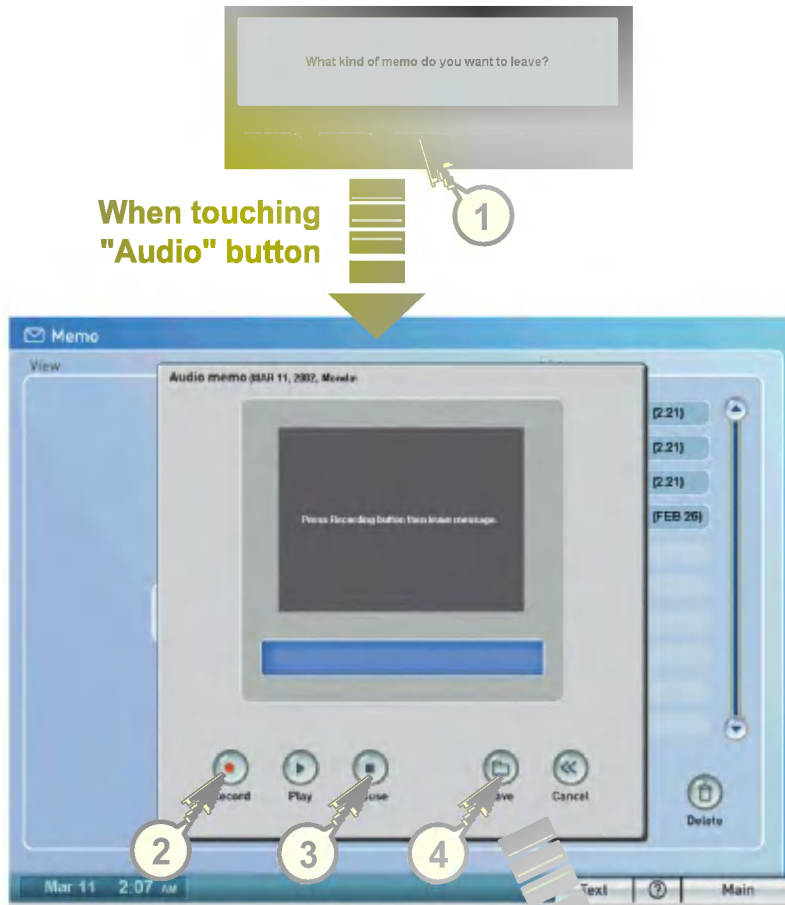 What kind of memo do you want to leave?
1
When touching
"Audio" button
Memo
View
Audio memo (MAR 11, 2002,
(2.21)
(2.21)
(2.21)
(FEB 26)
Press Recording button then leave message.
Record Play Cancel
Delete
2 3 4
Mar 11 2:07 AM Text ? Main